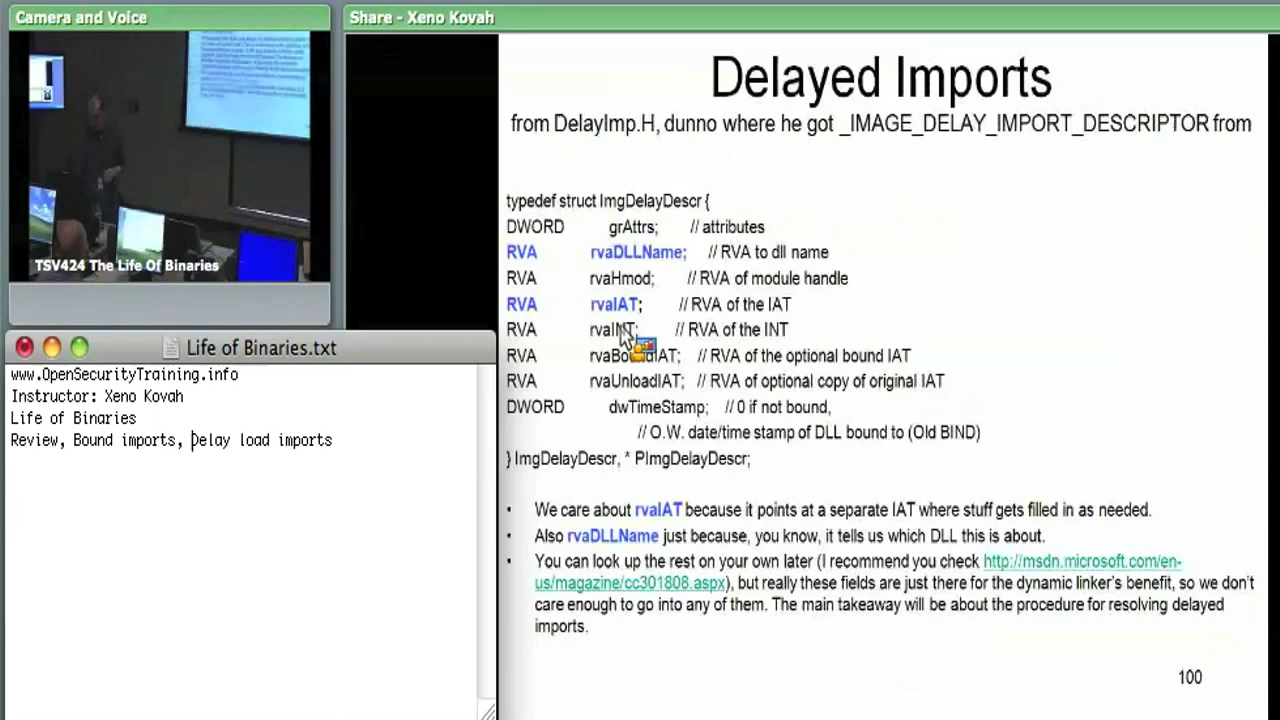 Camera and Voice
TSV424 The Life Of Binaries
Life of Binaries.txt
www.OpenSecurityTraining.info
Instructor: Xeno Kovah
Life of Binaries
Review, Bound imports, Delay load imports
Share - Xeno Kovah
Delayed Imports
from DelayImp.H, dunno where he got _IMAGE_DELAY_IMPORT_DESCRIPTOR from
typedef struct ImgDelayDescr {
DWORD grAttrs; // attributes
RVA rvaDLLName; // RVA to dll name
RVA rvaHmod; // RVA of module handle
RVA rvaIAT; // RVA of the IAT
RVA rvaINT; // RVA of the INT
RVA rvaBoundIAT; // RVA of the optional bound IAT
RVA rvaUnloadIAT; // RVA of optional copy of original IAT
DWORD dwTimeStamp; // 0 if not bound,
// O.W. date/time stamp of DLL bound to (Old BIND)
} ImgDelayDescr, * PImgDelayDescr;
• We care about rvaIAT because it points at a separate IAT where stuff gets filled in as needed.
• Also rvaDLLName just because, you know, it tells us which DLL this is about.
• You can look up the rest on your own later (I recommend you check http://msdn.microsoft.com/en-
us/magazine/cc301808.aspx), but really these fields are just there for the dynamic linker's benefit, so we don't
care enough to go into any of them. The main takeaway will be about the procedure for resolving delayed
imports.
100